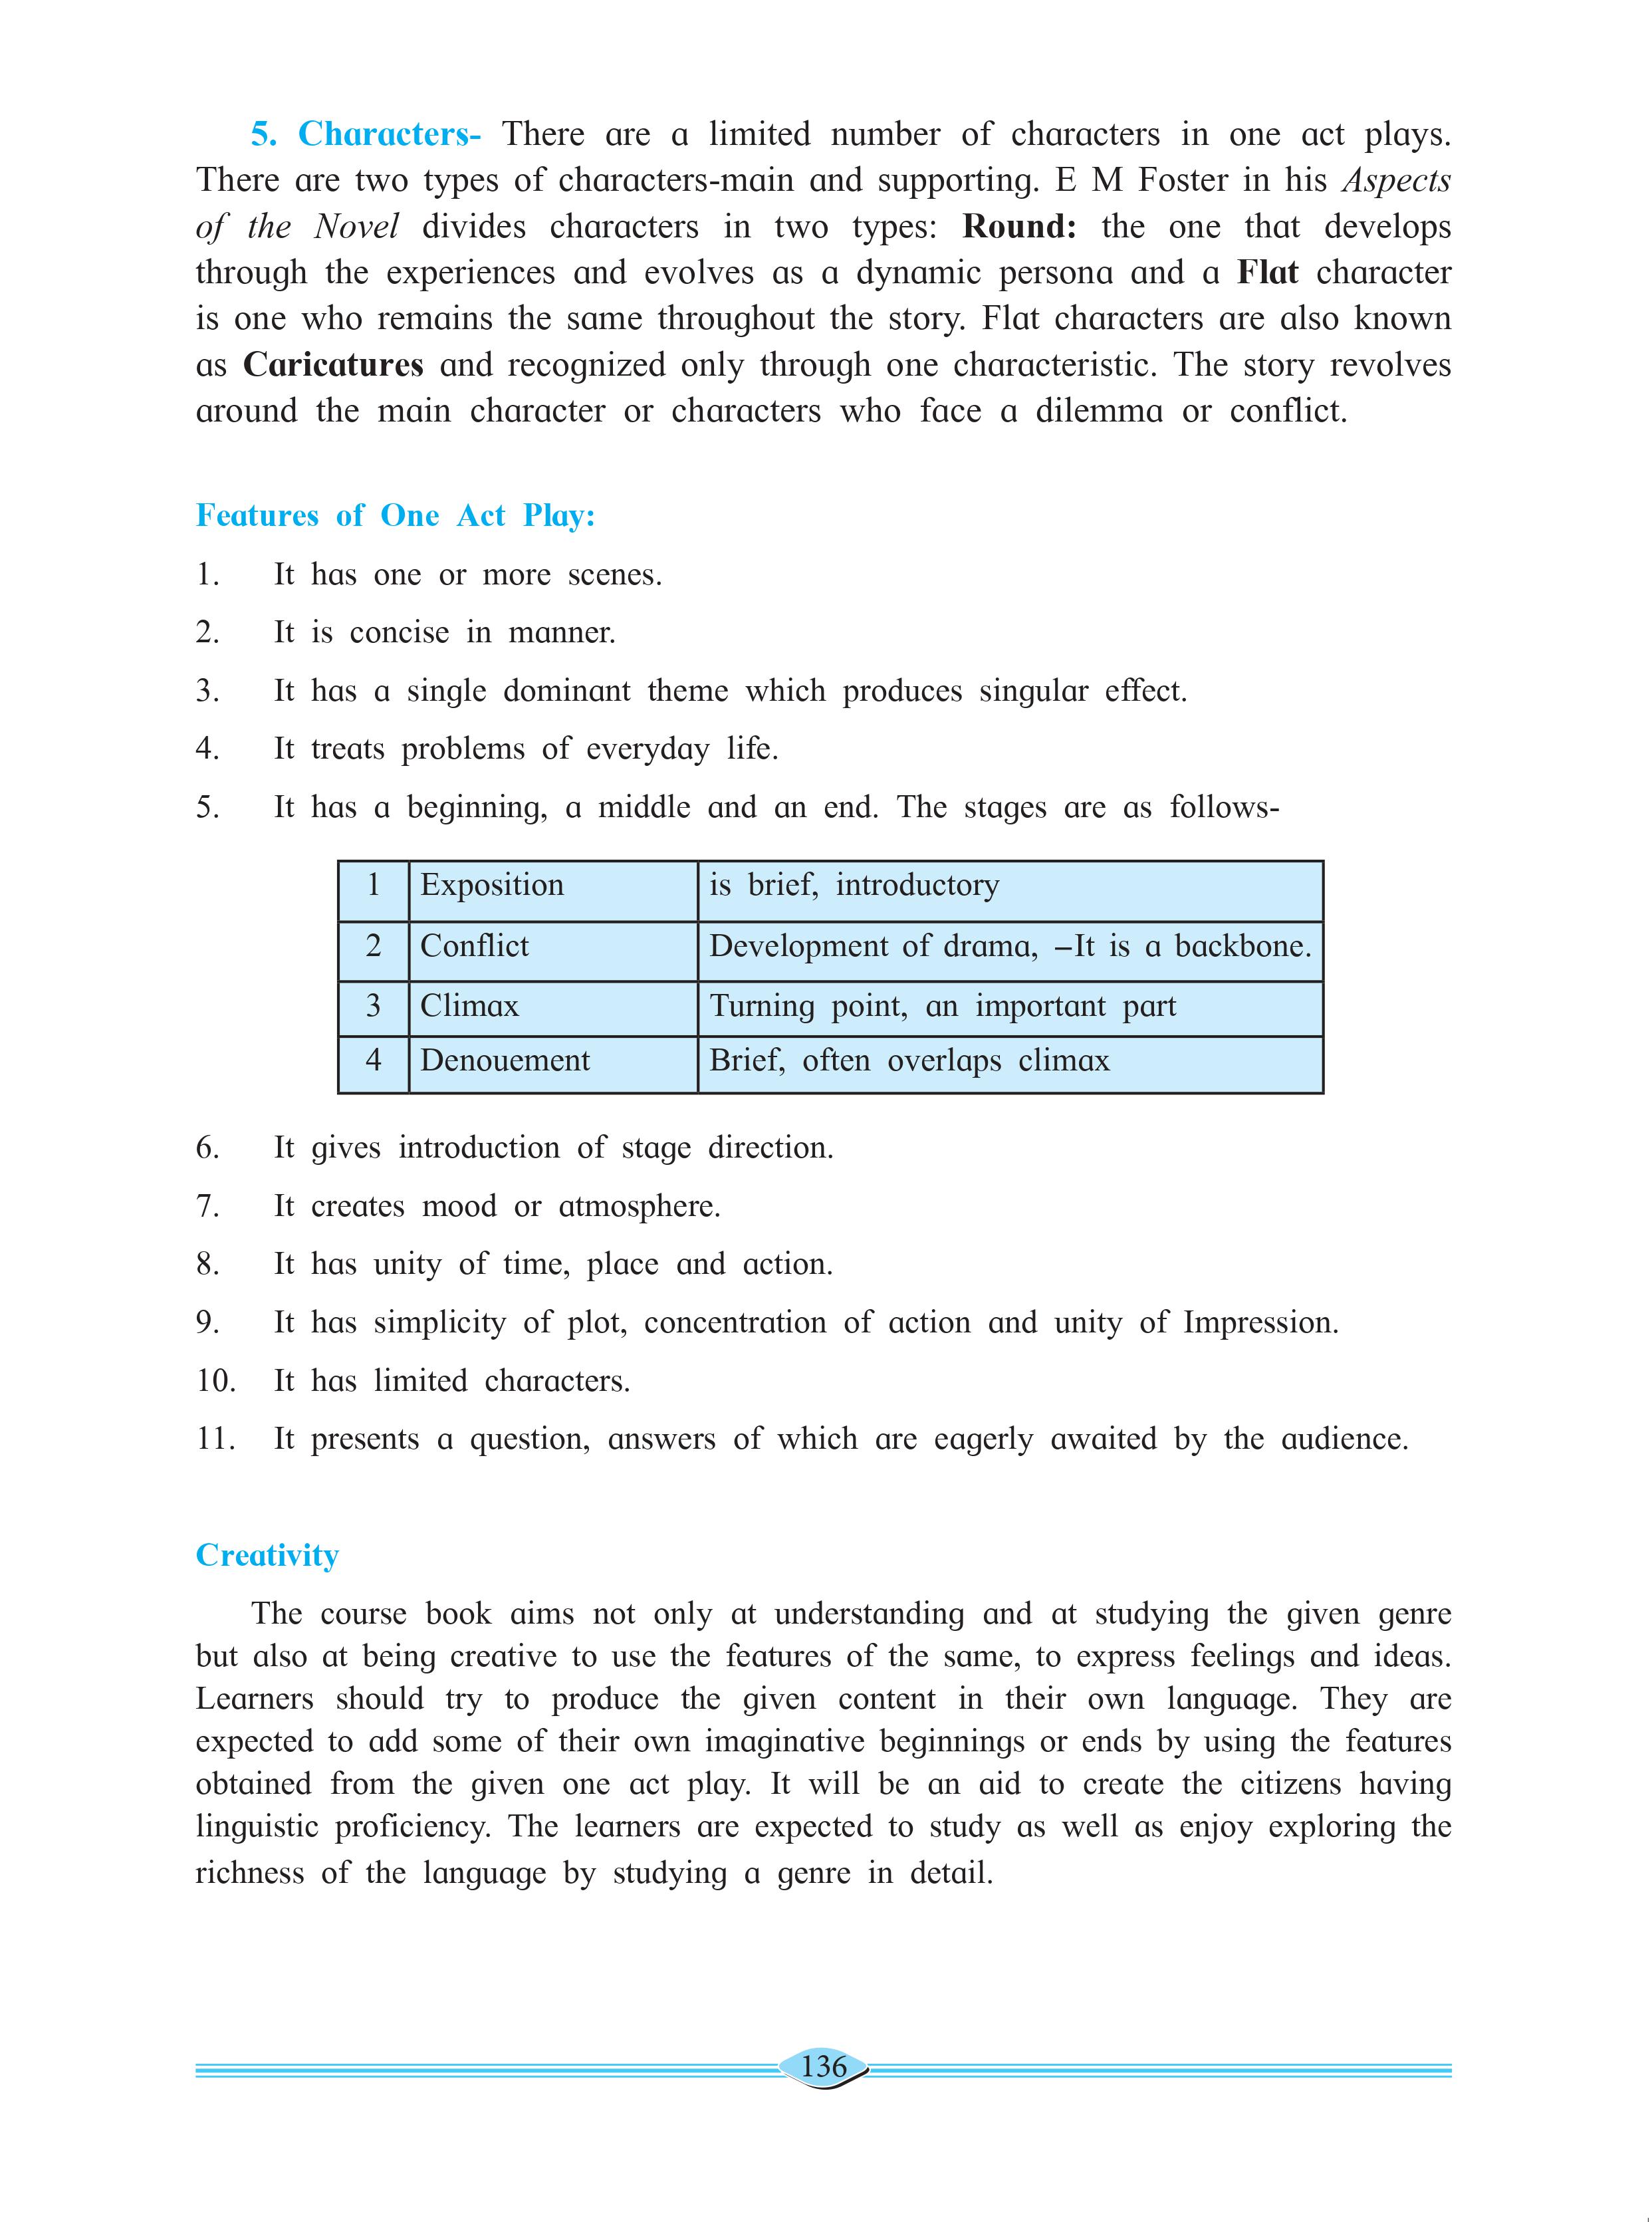 5. Characters- There are a limited number of characters in one act plays.
There are two types of characters-main and supporting. E M Foster in his Aspects
of the Novel divides characters in two types: Round: the one that develops
through the experiences and evolves as a dynamic persona and a Flat character
is one who remains the same throughout the story. Flat characters are also known
as Caricatures and recognized only through one characteristic. The story revolves
around the main character or characters who face a dilemma or conflict.
Features of One Act Play:
1. It has one or more scenes.
2. It is concise in manner.
3. It has a single dominant theme which produces singular effect.
4. It treats problems of everyday life.
5. It has a beginning, a middle and an end. The stages are as follows-
1 Exposition is brief, introductory
2 Conflict Development of drama, –It is a backbone.
3 Climax Turning point, an important part
4 Denouement Brief, often overlaps climax
6. It gives introduction of stage direction.
7. It creates mood or atmosphere.
8. It has unity of time, place and action.
9. It has simplicity of plot, concentration of action and unity of Impression.
10. It has limited characters.
11. It presents a question, answers of which are eagerly awaited by the audience.
Creativity
The course book aims not only at understanding and at studying the given genre
but also at being creative to use the features of the same, to express feelings and ideas.
Learners should try to produce the given content in their own language. They are
expected to add some of their own imaginative beginnings or ends by using the features
obtained from the given one act play. It will be an aid to create the citizens having
linguistic proficiency. The learners are expected to study as well as enjoy exploring the
richness of the language by studying a genre in detail.
136